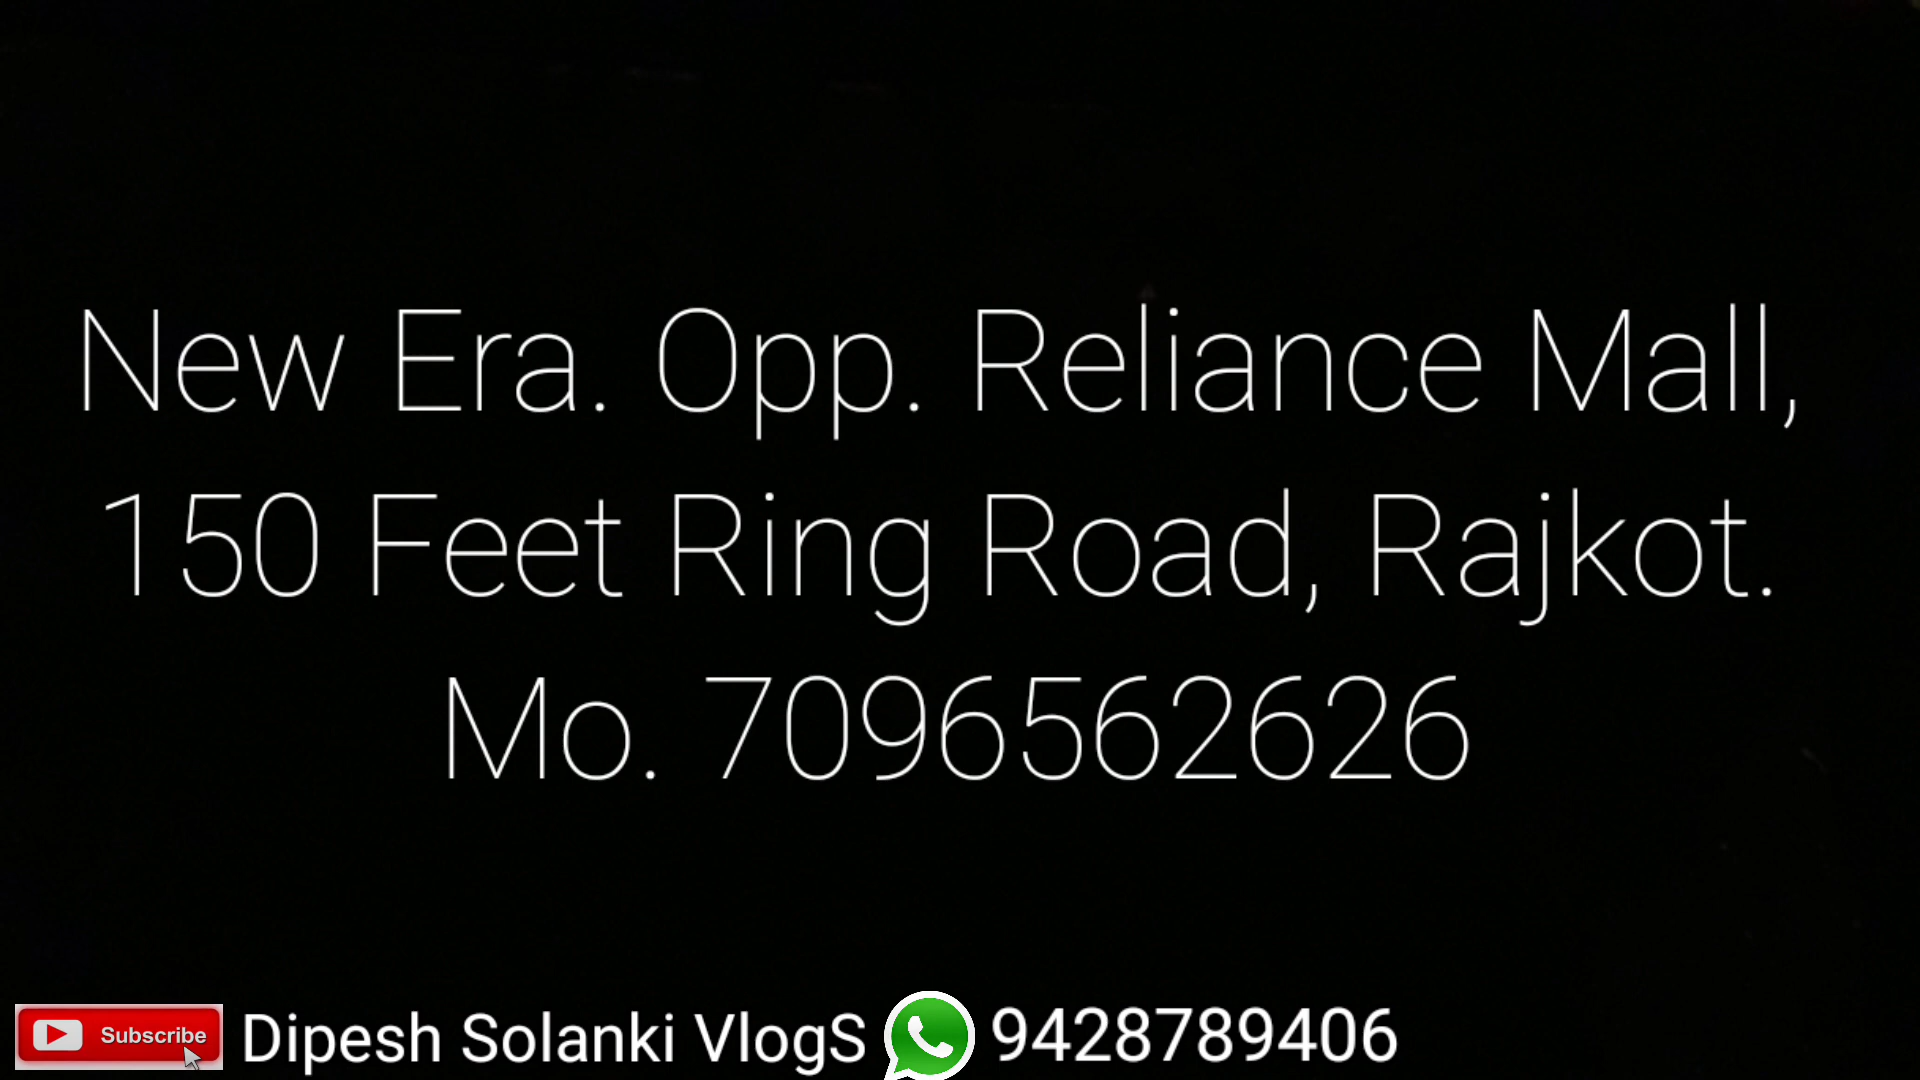 New Era. Opp. Reliance Mall,
150 Feet Ring Road, Rajkot.
Mo. 7096562626
Subscribe Dipesh Solanki VlogS 9428789406